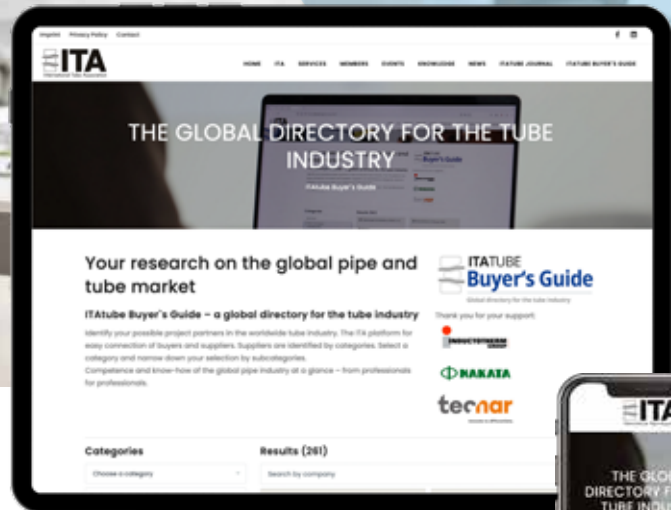 Imprint Privacy Policy Contact
ITA
International Tube Association
HOME ITA SERVICES MEMBERS EVENTS KNOWLEDGE NEWS ITATUBE JOURNAL ITATUBE BUYER'S GUIDE
THE GLOBAL DIRECTORY FOR THE TUBE
INDUSTRY
Buyer's Guide
ITAtube Buyer's Guide
Your research on the global pipe and
tube market
ITAtube Buyer`s Guide – a global directory for the tube industry
Identify your possible project partners in the worldwide tube industry. The ITA platform for
easy connection of buyers and suppliers. Suppliers are identified by categories. Select a
category and narrow down your selection by subcategories.
Competence and know-how of the global pipe industry at a glance – from professionals
for professionals.
ITATUBE
Buyer's Guide
Global directory for the tube industry
Thank you for your support:
INDUCTOTHERM
GROUP
NAKATA
tecnar
Categories
Choose a category
Results (261)
Search by company
ITA
THE GLO
DIRECTORY F
TUBE INDU